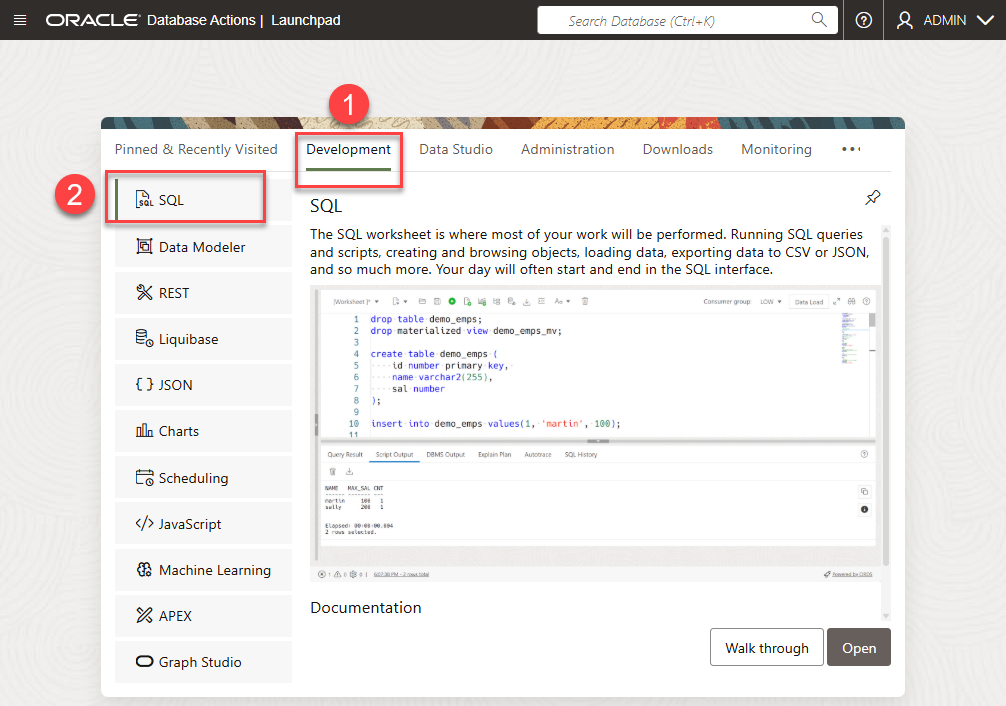 ORACLE Database Actions | Launchpad
Search Database (Ctrl+K)
ADMIN
1
Pinned & Recently Visited
Development
Data Studio
Administration
Downloads
Monitoring
2
SQL
Data Modeler
REST
Liquibase
{ } JSON
Charts
Scheduling
</> JavaScript
Machine Learning
APEX
Graph Studio
SQL
The SQL worksheet is where most of your work will be performed. Running SQL queries
and scripts, creating and browsing objects, loading data, exporting data to CSV or JSON,
and so much more. Your day will often start and end in the SQL interface.
[Worksheet]* Aa Consumer group: LOW Data Load
1 drop table demo_emps;
2 drop materialized view demo_emps_mv;
3
4 create table demo_emps (
5 id number primary key,
6 name varchar2(255),
7 sal number
8 );
9
10 insert into demo_emps values(1, 'martin', 100);
11
Query Result Script Output DBMS Output Explain Plan Autotrace SQL History
NAME MAX_SAL CNT
------ ------- ---
martin 100 1
sally 200 1
Elapsed: 00:00:00.004
2 rows selected.
Powered by ORDS
Documentation
Walk through
Open